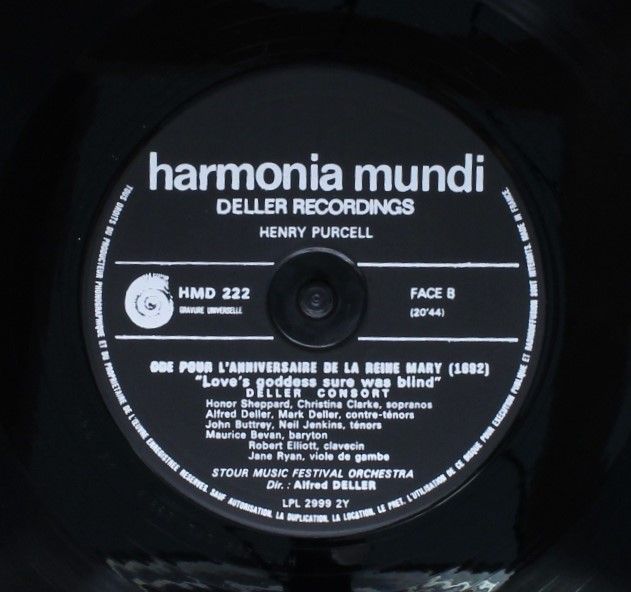 harmonia mundi
DELLER RECORDINGS
HENRY PURCELL
HMD 222
GRAVURE UNIVERSELLE
FACE B
(20'44)
ODE POUR L'ANNIVERSAIRE DE LA REINE MARY (1692)
"Love's goddess sure was blind"
DELLER CONSORT
Honor Sheppard, Christina Clarke, sopranos
Alfred Deller, Mark Deller, contre-ténors
John Buttrey, Neil Jenkins, ténors
Maurice Bevan, baryton
Robert Elliott, clavecin
Jane Ryan, viole de gambe
STOUR MUSIC FESTIVAL ORCHESTRA
Dir. : Alfred DELLER
LPL 2999 2Y
TOUS DROITS DU PRODUCTEUR PHONOGRAPHIQUE ET DU PROPRIETAIRE DE L'ŒUVRE ENREGISTREE RESERVES. SAUF AUTORISATION, LA DUPLICATION, LA LOCATION, LE PRET, L'UTILISATION DE CE DISQUE POUR EXECUTION PUBLIQUE ET RADIODIFFUSION SONT INTERDITS. MADE IN FRANCE.